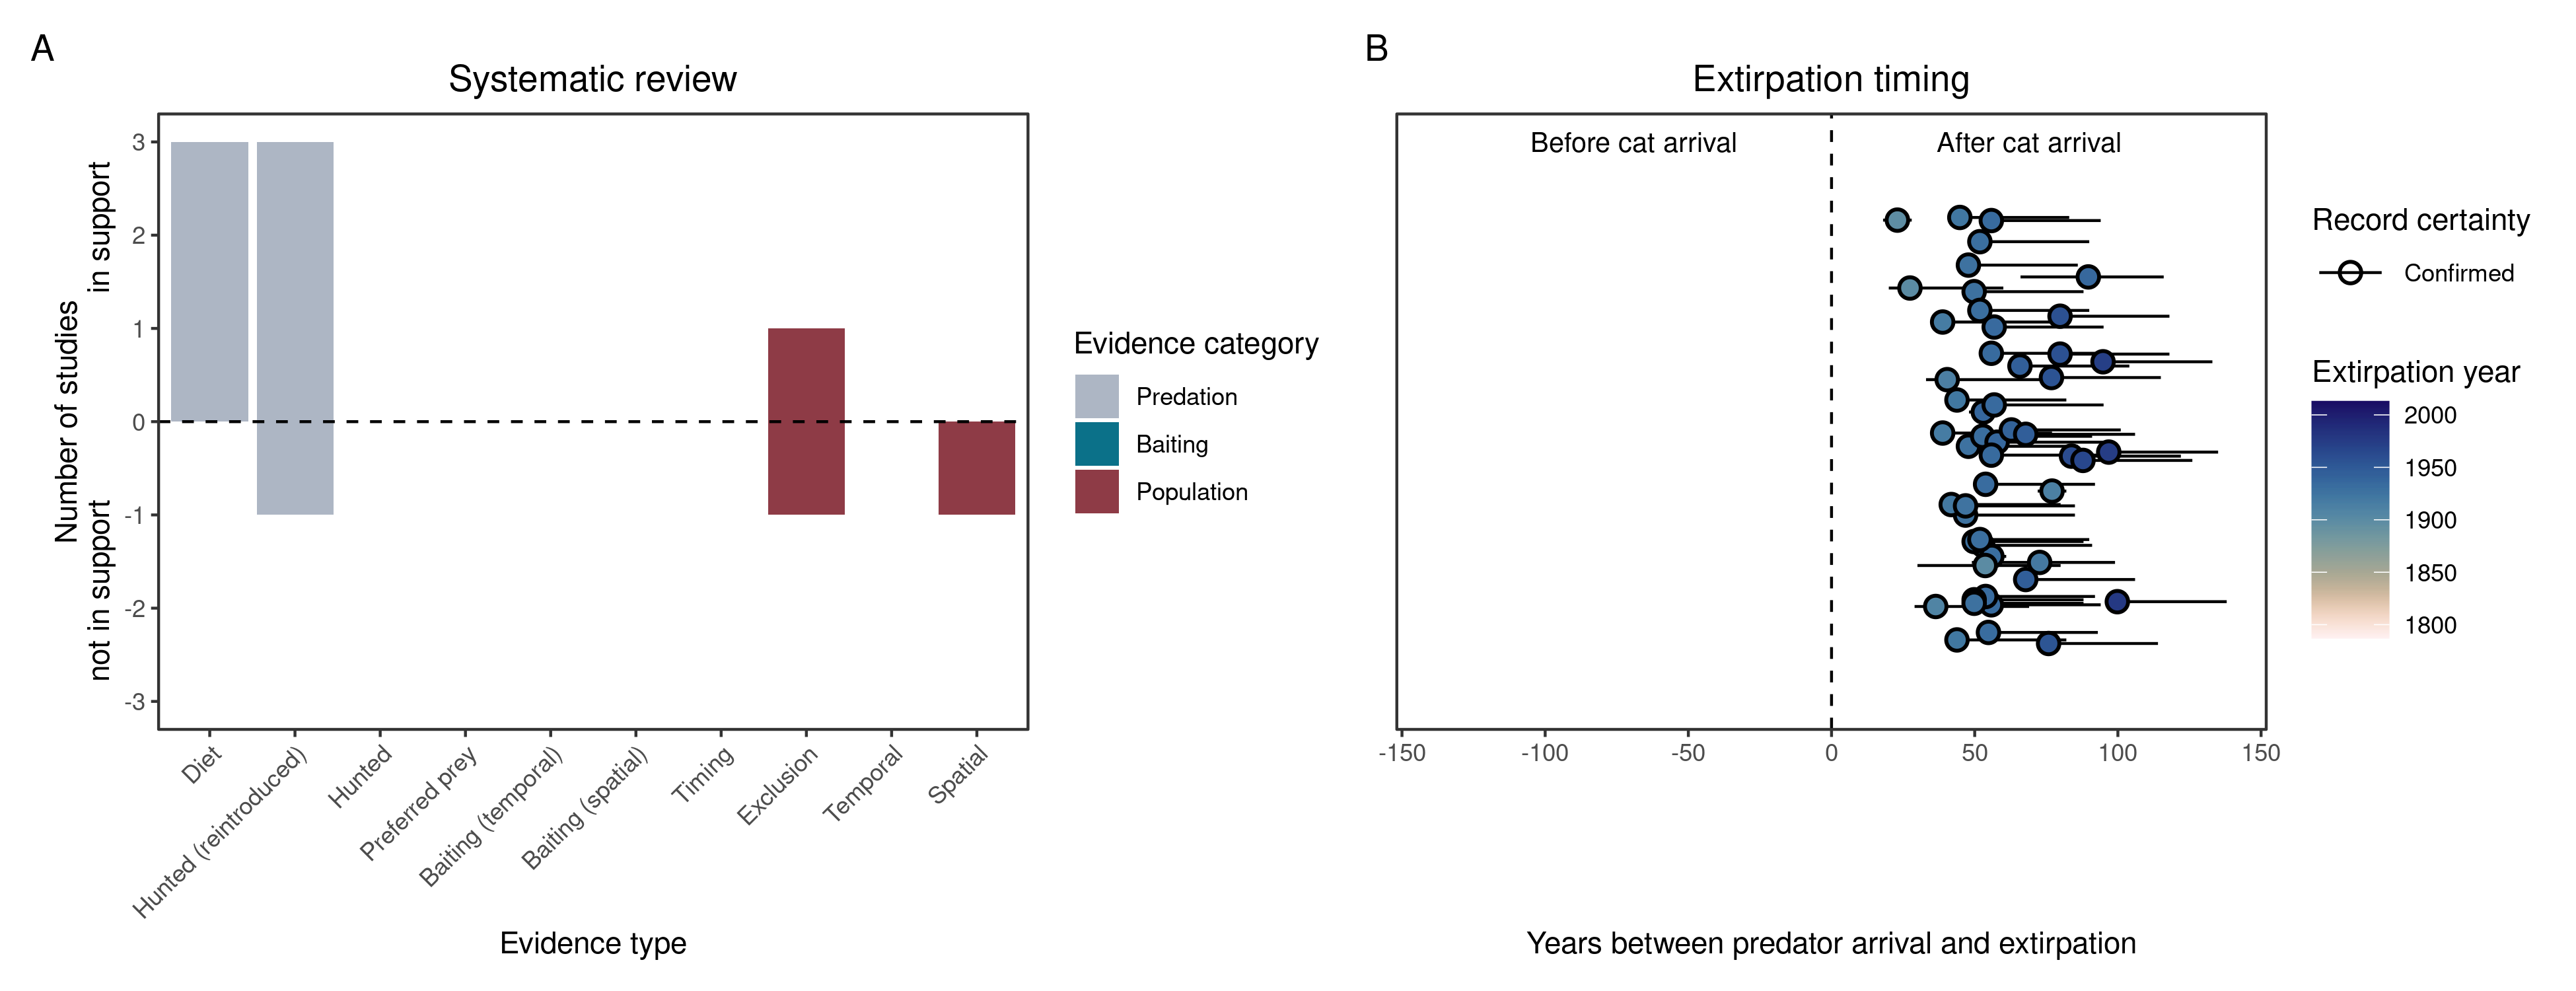 A
Systematic review
Number of studies
not in support
in support
3
2
1
0
-1
-2
-3
Diet
Hunted (reintroduced)
Hunted
Preferred prey
Baiting (temporal)
Baiting (spatial)
Timing
Exclusion
Temporal
Spatial
Evidence type
Evidence category
Predation
Baiting
Population
B
Extirpation timing
Before cat arrival
After cat arrival
-150
-100
-50
0
50
100
150
Years between predator arrival and extirpation
Record certainty
Confirmed
Extirpation year
2000
1950
1900
1850
1800